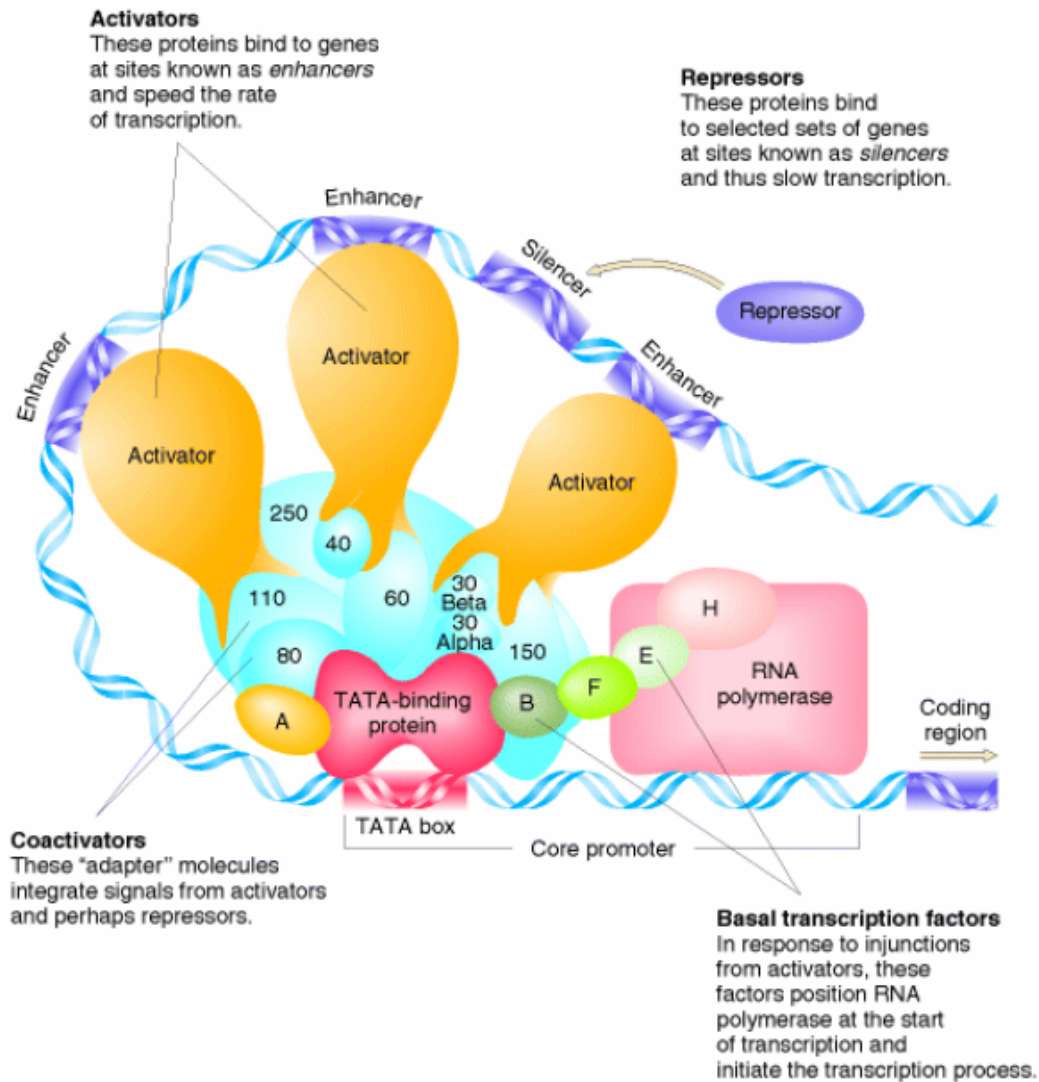 Activators
These proteins bind to genes
at sites known as enhancers
and speed the rate
of transcription.
Repressors
These proteins bind
to selected sets of genes
at sites known as silencers
and thus slow transcription.
Enhancer
Silencer
Repressor
Enhancer
Enhancer
Activator
Activator
Activator
250
40
110
60
30
Beta
30
Alpha
80
150
H
E
F
B
A
TATA-binding
protein
RNA
polymerase
Coding
region
TATA box
Core promoter
Coactivators
These “adapter” molecules
integrate signals from activators
and perhaps repressors.
Basal transcription factors
In response to injunctions
from activators, these
factors position RNA
polymerase at the start
of transcription and
initiate the transcription process.